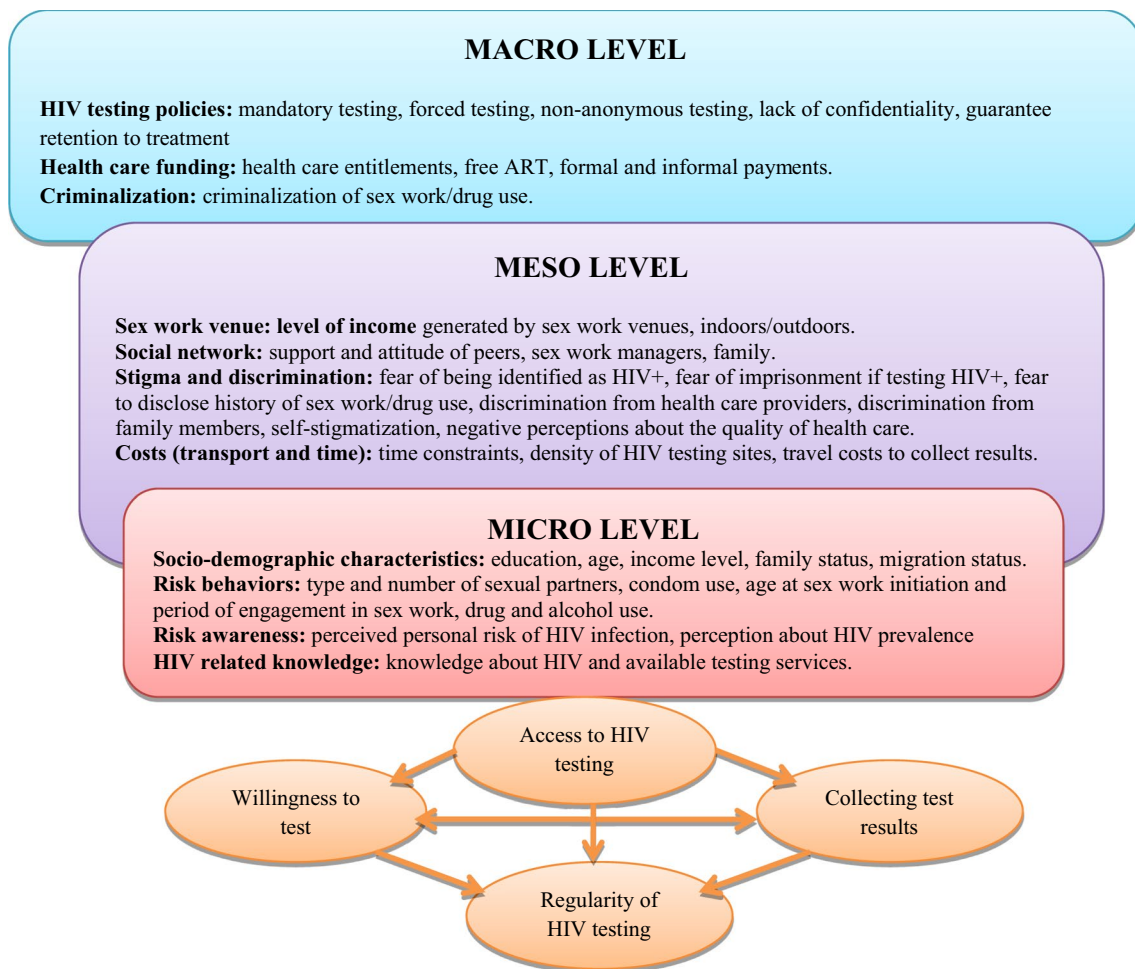 MACRO LEVEL
HIV testing policies: mandatory testing, forced testing, non-anonymous testing, lack of confidentiality, guarantee
retention to treatment
Health care funding: health care entitlements, free ART, formal and informal payments.
Criminalization: criminalization of sex work/drug use.
MESO LEVEL
Sex work venue: level of income generated by sex work venues, indoors/outdoors.
Social network: support and attitude of peers, sex work managers, family.
Stigma and discrimination: fear of being identified as HIV+, fear of imprisonment if testing HIV+, fear
to disclose history of sex work/drug use, discrimination from health care providers, discrimination from
family members, self-stigmatization, negative perceptions about the quality of health care.
Costs (transport and time): time constraints, density of HIV testing sites, travel costs to collect results.
MICRO LEVEL
Socio-demographic characteristics: education, age, income level, family status, migration status.
Risk behaviors: type and number of sexual partners, condom use, age at sex work initiation and
period of engagement in sex work, drug and alcohol use.
Risk awareness: perceived personal risk of HIV infection, perception about HIV prevalence
HIV related knowledge: knowledge about HIV and available testing services.
Access to HIV
testing
Willingness to
test
Collecting test
results
Regularity of
HIV testing